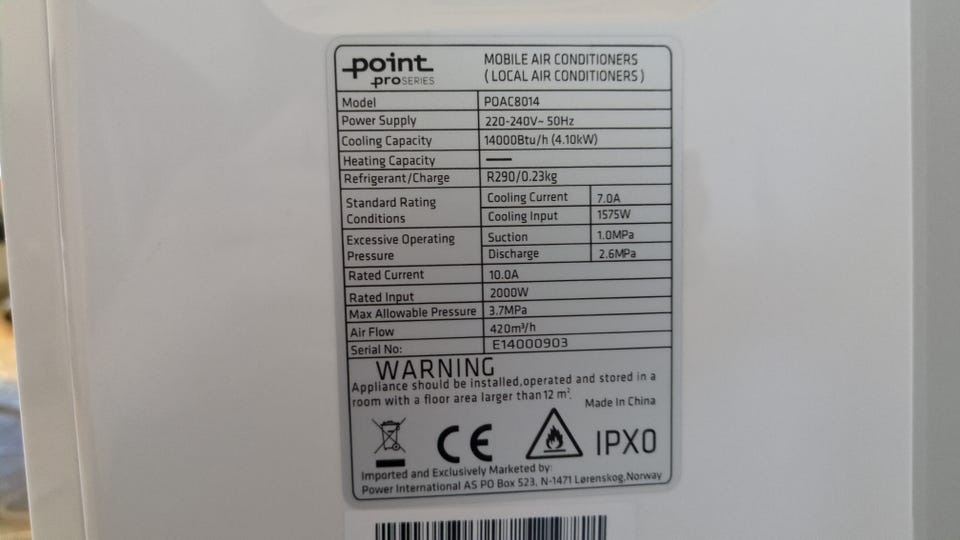 point
pro SERIES
MOBILE AIR CONDITIONERS
( LOCAL AIR CONDITIONERS )
Model POAC8014
Power Supply 220-240V~ 50Hz
Cooling Capacity 14000Btu/h (4.10kW)
Heating Capacity —
Refrigerant/Charge R290/0.23kg
Standard Rating Conditions
Cooling Current 7.0A
Cooling Input 1575W
Excessive Operating Pressure
Suction 1.0MPa
Discharge 2.6MPa
Rated Current 10.0A
Rated Input 2000W
Max Allowable Pressure 3.7MPa
Air Flow 420m³/h
Serial No: E14000903
WARNING
Appliance should be installed,operated and stored in a
room with a floor area larger than 12 m².
Made In China
CE IPX0
Imported and Exclusively Marketed by:
Power International AS PO Box 523, N-1471 Lørenskog,Norway